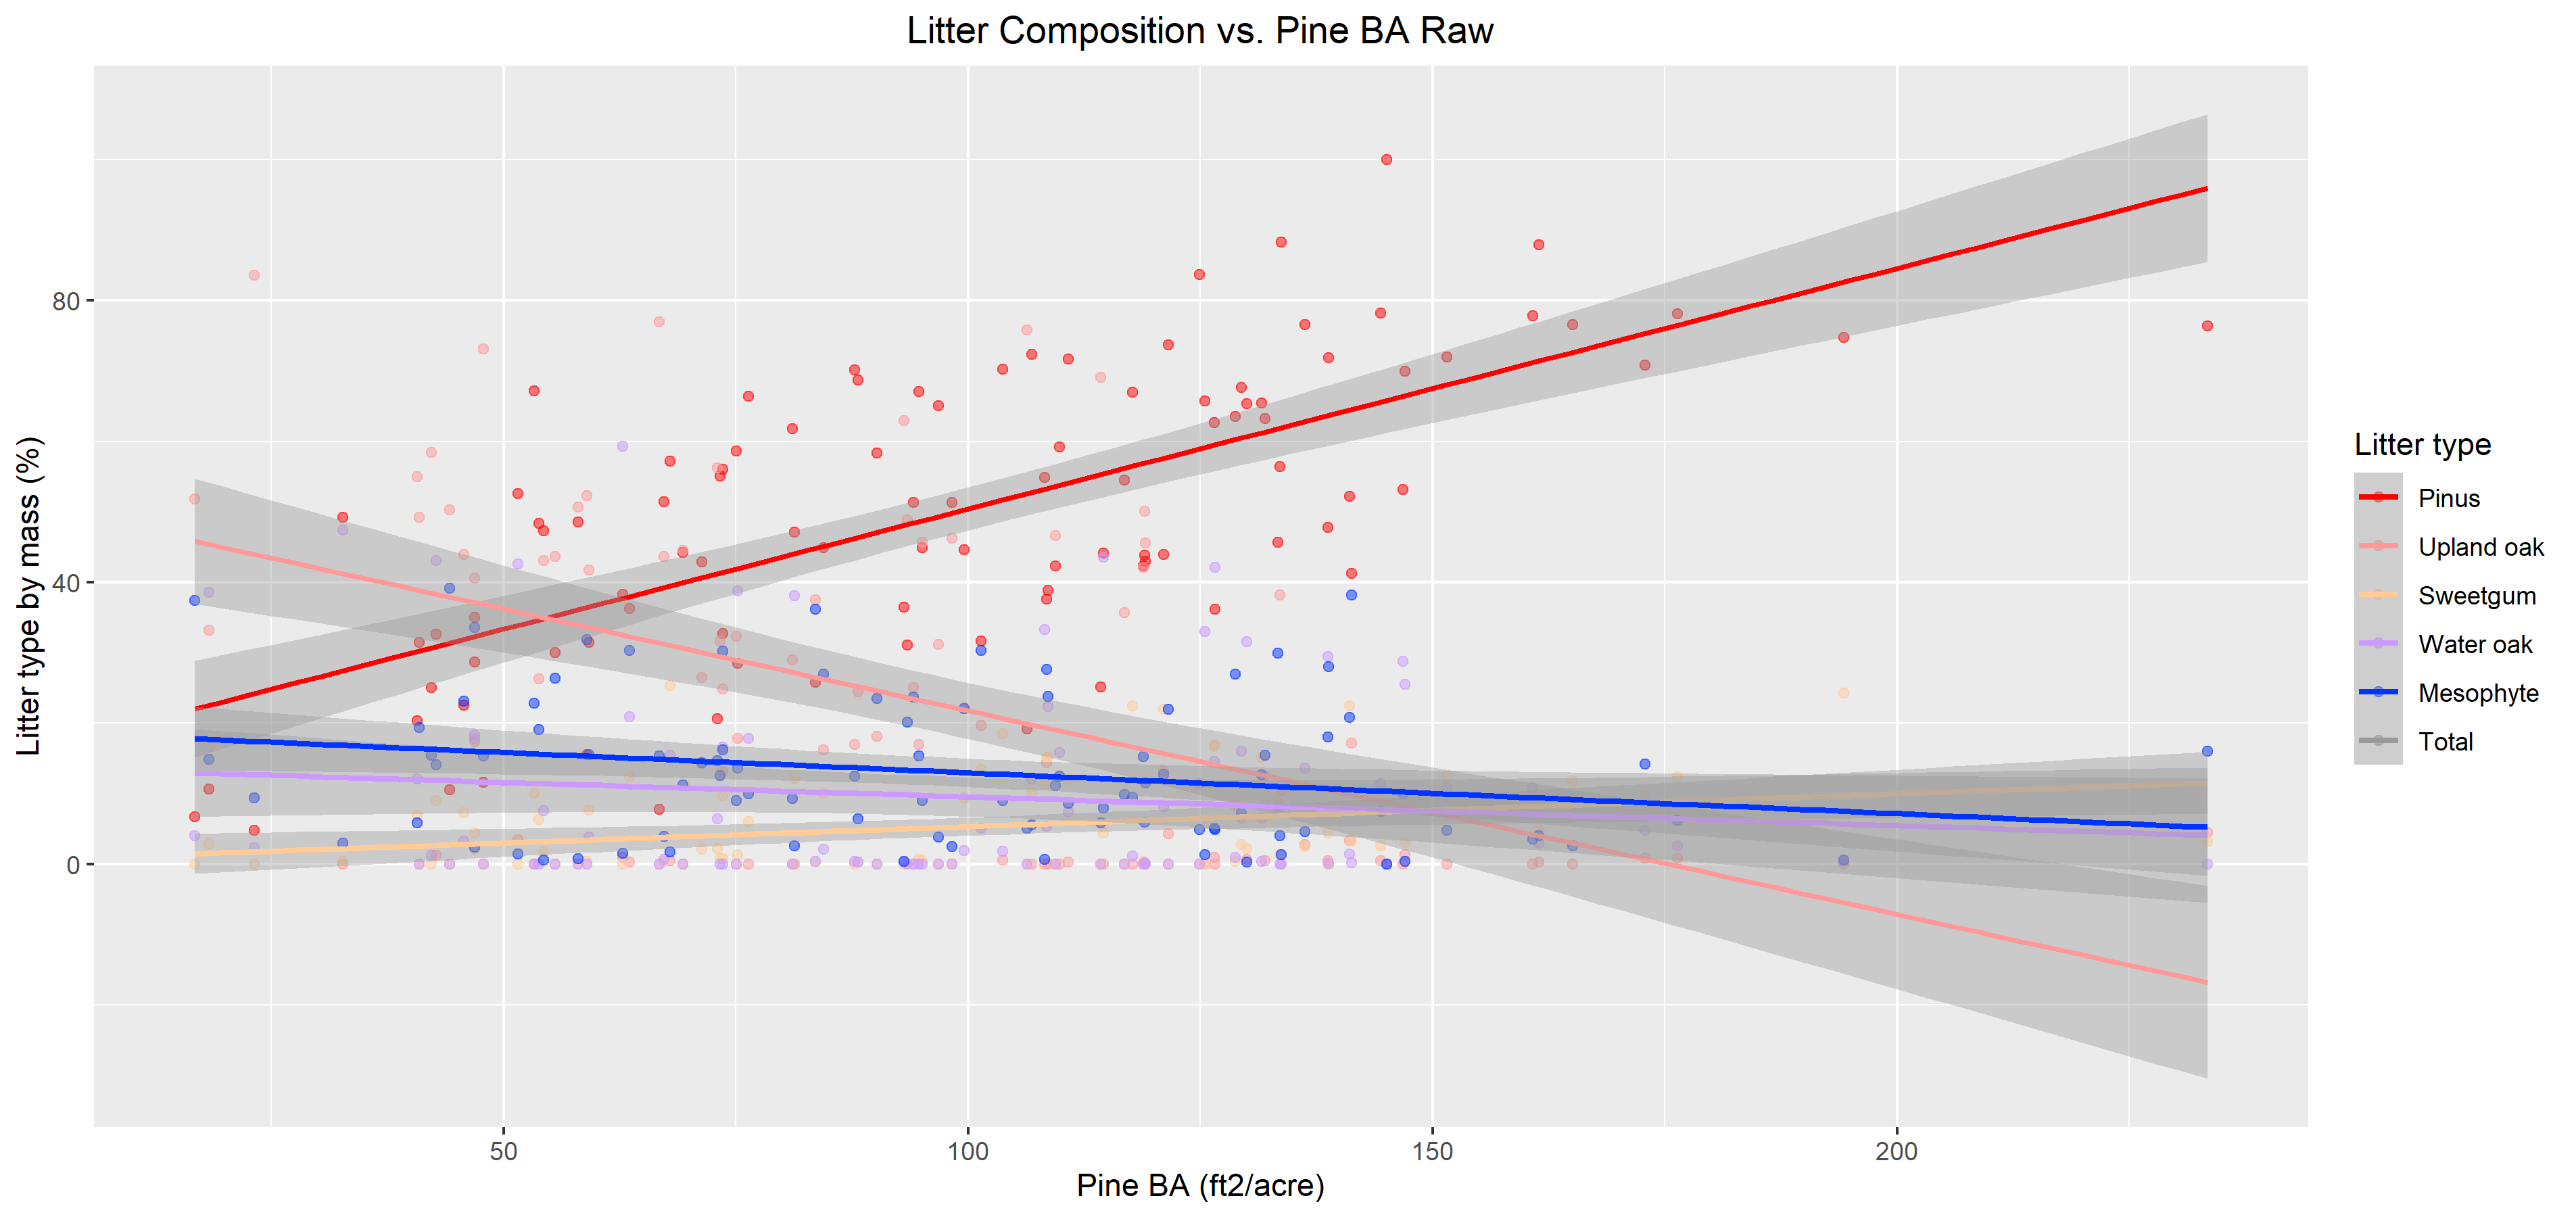 Litter Composition vs. Pine BA Raw
Litter type by mass (%)
80
40
0
50 100 150 200
Pine BA (ft2/acre)
Litter type
Pinus
Upland oak
Sweetgum
Water oak
Mesophyte
Total